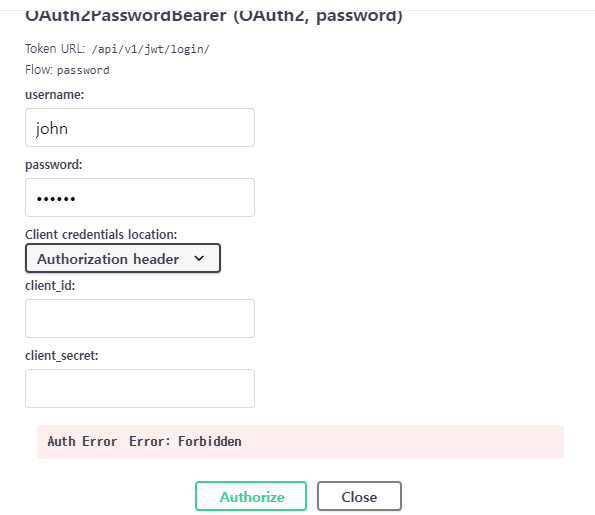 OAuth2PasswordBearer (OAuth2, password)
Token URL: /api/v1/jwt/login/
Flow: password
username:
john
password:
••••••
Client credentials location:
Authorization header
client_id:
client_secret:
Auth Error Error: Forbidden
Authorize Close